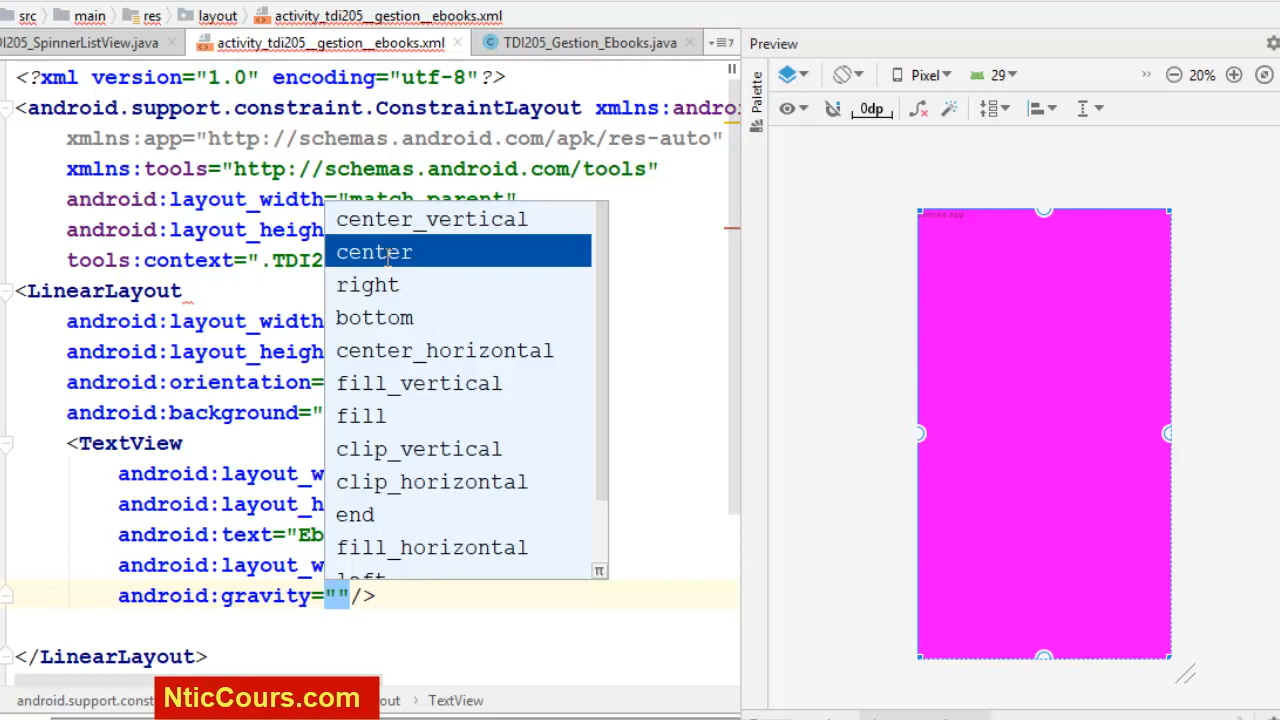 src main res layout activity_tdi205__gestion__ebooks.xml
DI205_SpinnerListView.java activity_tdi205__gestion__ebooks.xml TDI205_Gestion_Ebooks.java 7 Preview
<?xml version="1.0" encoding="utf-8"?>
Palette
Pixel 29 20%
<android.support.constraint.ConstraintLayout xmlns:andro
0dp
xmlns:app="http://schemas.android.com/apk/res-auto"
xmlns:tools="http://schemas.android.com/tools"
android:layout_width="match_parent"
android:layout_heigh
tools:context=".TDI2
<LinearLayout
android:layout_width
android:layout_heigh
android:orientation=
android:background="
<TextView
android:layout_w
android:layout_h
android:text="Eb
android:layout_w
android:gravity=""/>
</LinearLayout>
center_vertical
center
right
bottom
center_horizontal
fill_vertical
fill
clip_vertical
clip_horizontal
end
fill_horizontal
left
π
App
android.support.const out TextView
NticCours.com